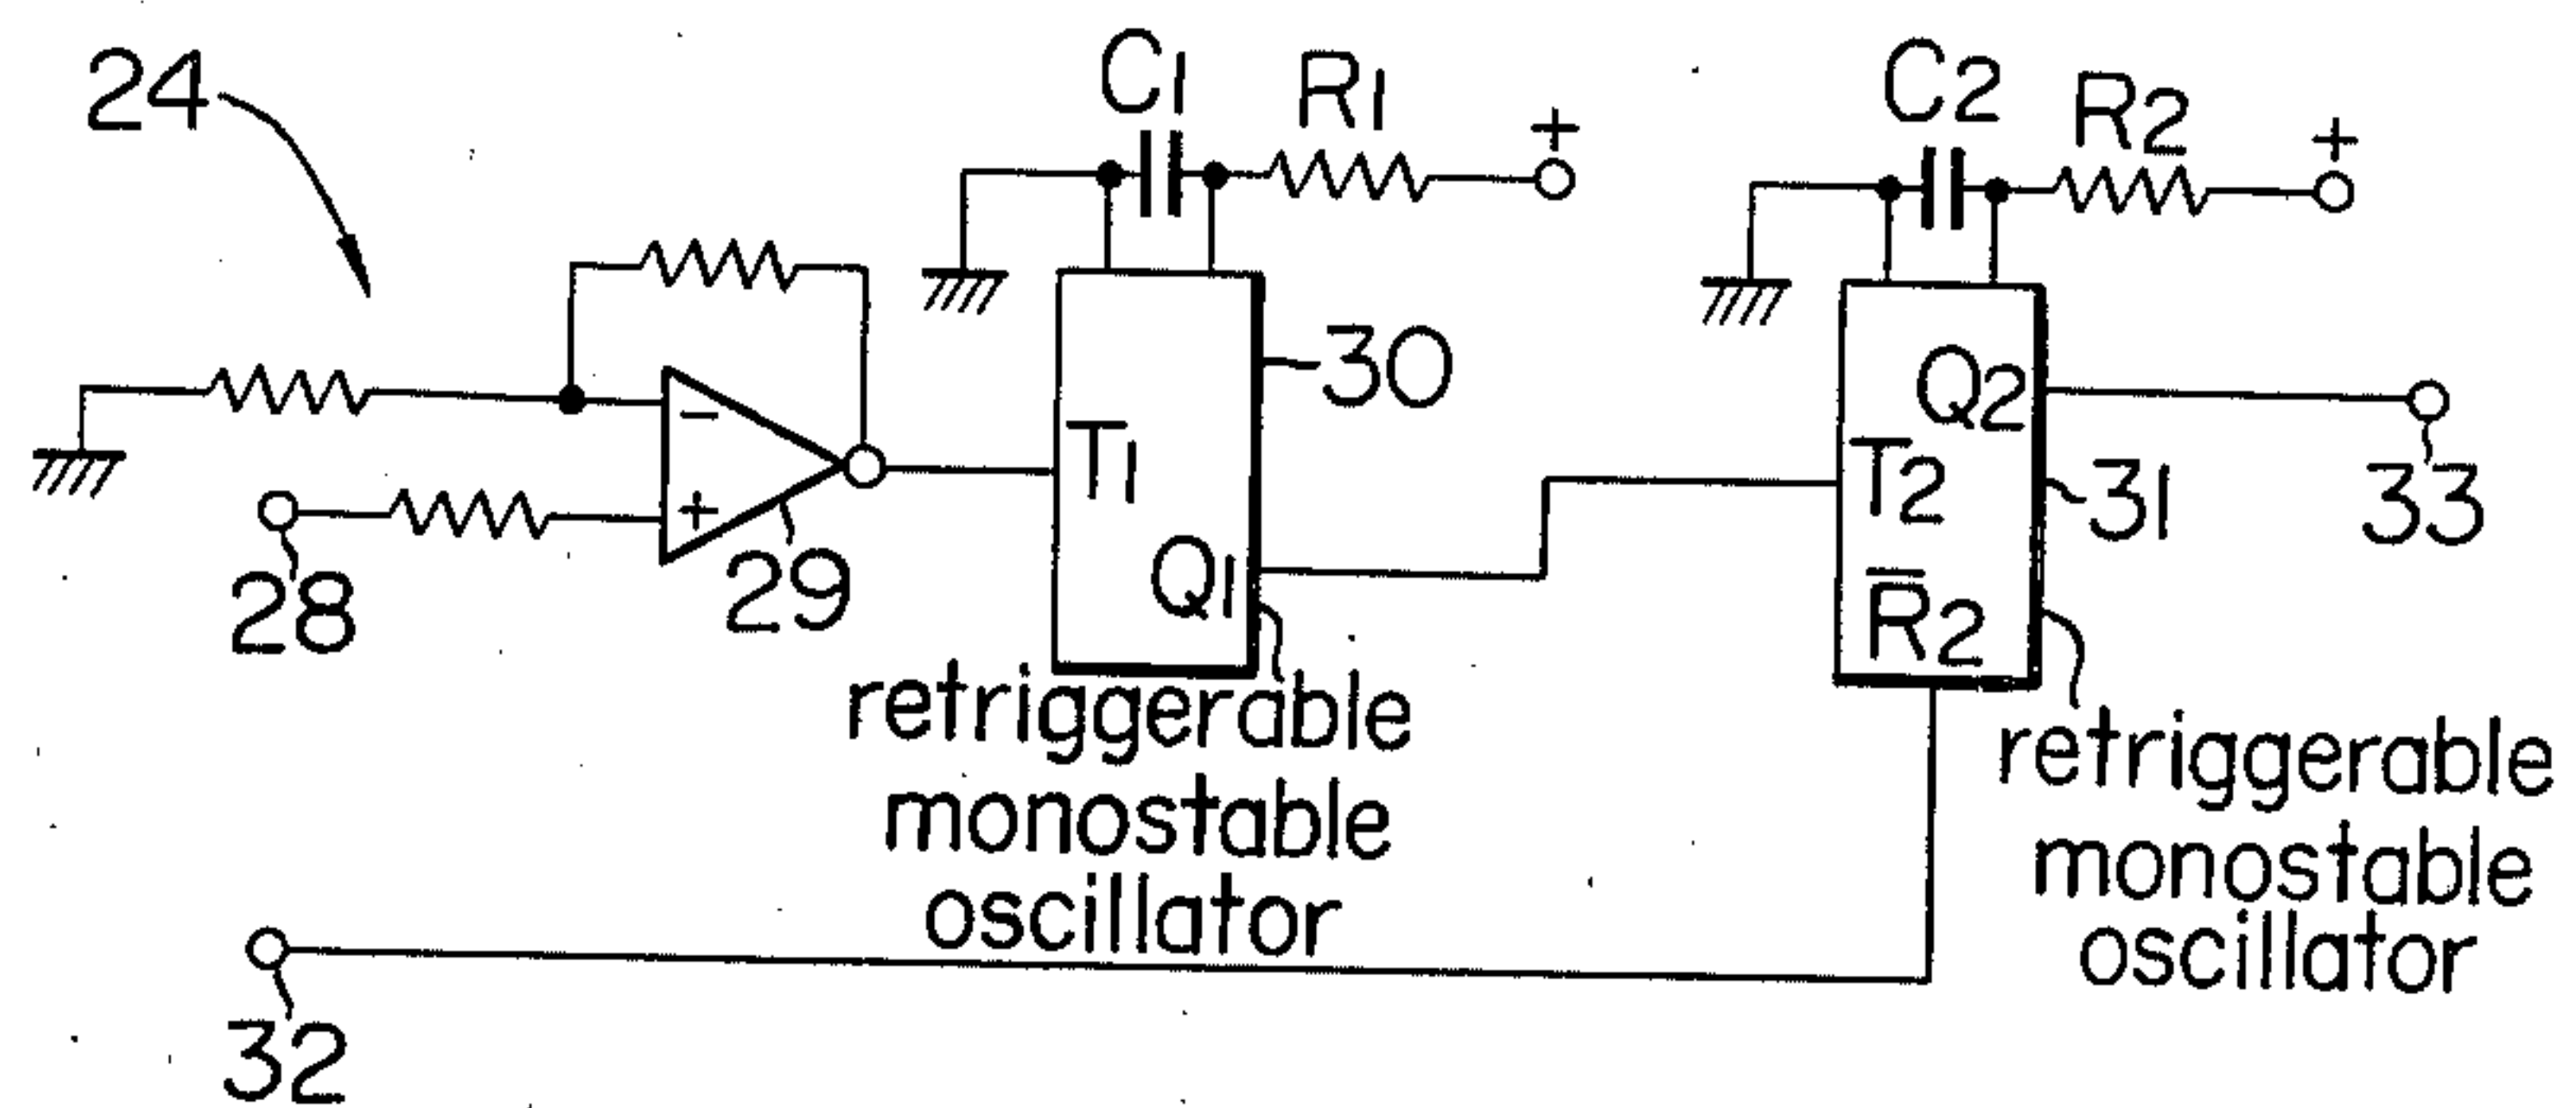 24
C1
R1
+
C2
R2
+
30
−
+
29
28
T1
Q1
retriggerable
monostable
oscillator
Q2
T2
R̅2
31
33
retriggerable
monostable
oscillator
32